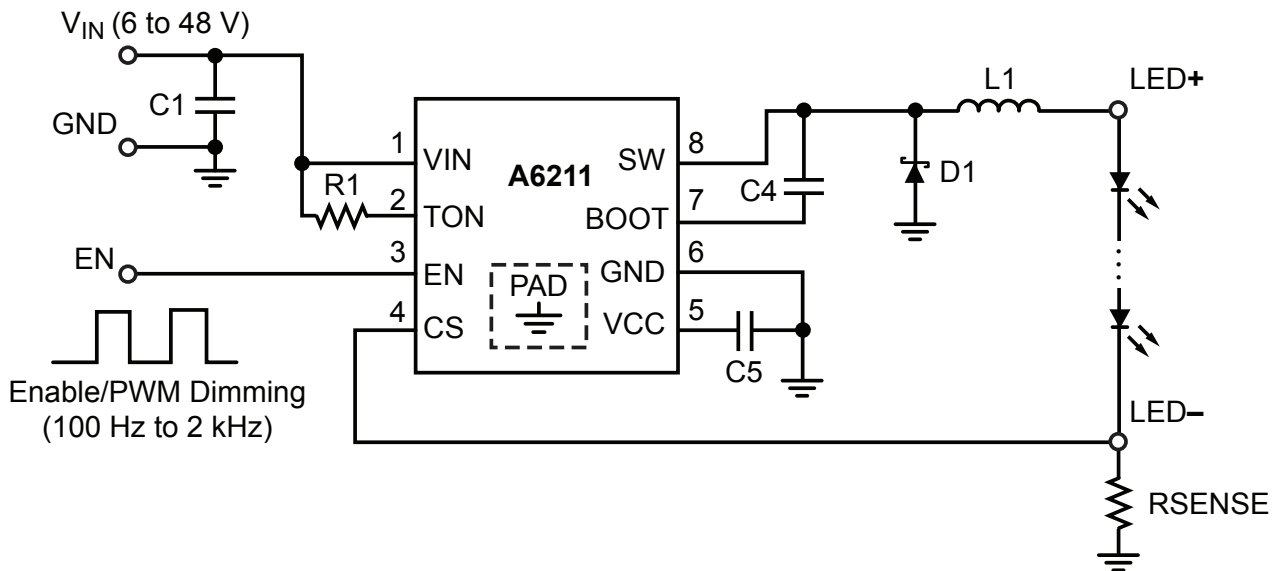 VIN (6 to 48 V)
C1
GND
L1
LED+
1
VIN
A6211
SW
8
R1
2
TON
C4
D1
BOOT
7
3
EN
EN
GND
6
PAD
4
CS
VCC
5
C5
Enable/PWM Dimming
(100 Hz to 2 kHz)
LED–
RSENSE